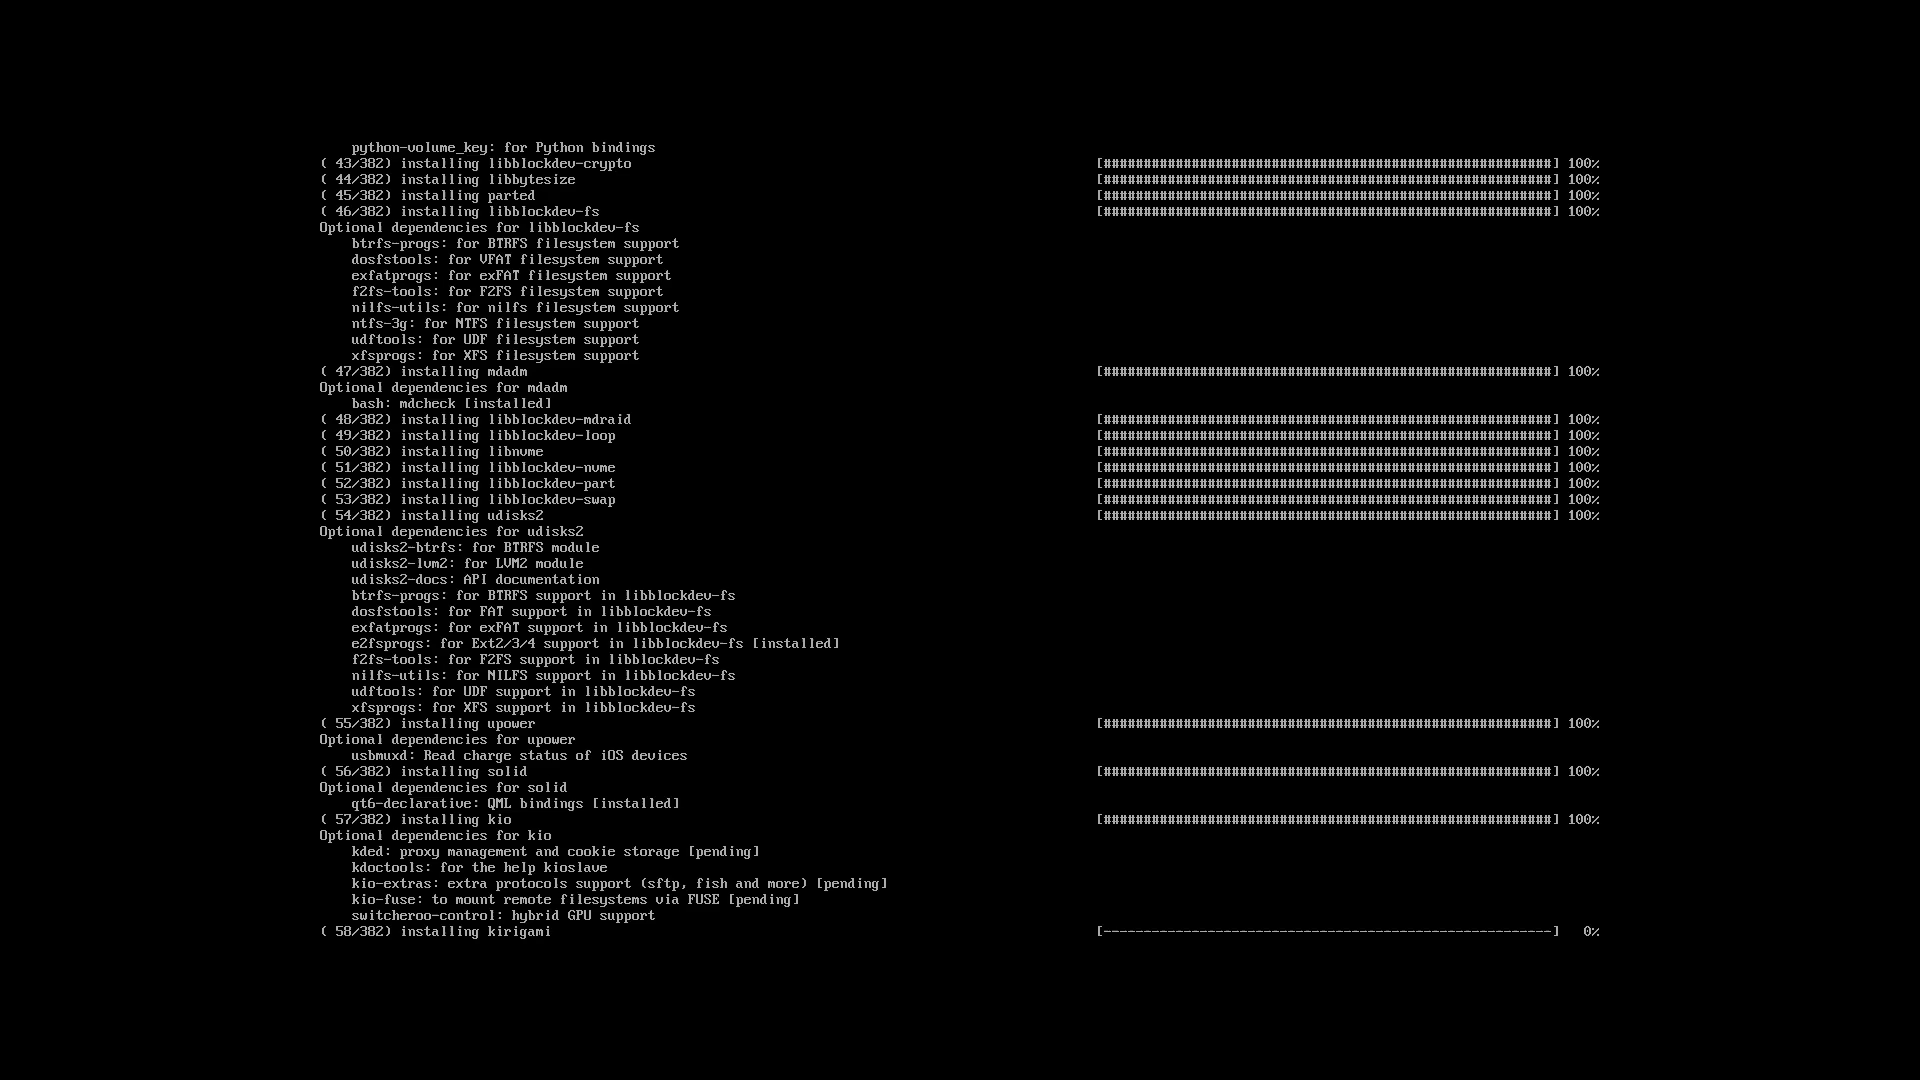 python-volume_key: for Python bindings
( 43/382) installing libblockdev-crypto [########################################################] 100%
( 44/382) installing libbytesize [########################################################] 100%
( 45/382) installing parted [########################################################] 100%
( 46/382) installing libblockdev-fs [########################################################] 100%
Optional dependencies for libblockdev-fs
btrfs-progs: for BTRFS filesystem support
dosfstools: for VFAT filesystem support
exfatprogs: for exFAT filesystem support
f2fs-tools: for F2FS filesystem support
nilfs-utils: for nilfs filesystem support
ntfs-3g: for NTFS filesystem support
udftools: for UDF filesystem support
xfsprogs: for XFS filesystem support
( 47/382) installing mdadm [########################################################] 100%
Optional dependencies for mdadm
bash: mdcheck [installed]
( 48/382) installing libblockdev-mdraid [########################################################] 100%
( 49/382) installing libblockdev-loop [########################################################] 100%
( 50/382) installing libnvme [########################################################] 100%
( 51/382) installing libblockdev-nvme [########################################################] 100%
( 52/382) installing libblockdev-part [########################################################] 100%
( 53/382) installing libblockdev-swap [########################################################] 100%
( 54/382) installing udisks2 [########################################################] 100%
Optional dependencies for udisks2
udisks2-btrfs: for BTRFS module
udisks2-lvm2: for LVM2 module
udisks2-docs: API documentation
btrfs-progs: for BTRFS support in libblockdev-fs
dosfstools: for FAT support in libblockdev-fs
exfatprogs: for exFAT support in libblockdev-fs
e2fsprogs: for Ext2/3/4 support in libblockdev-fs [installed]
f2fs-tools: for F2FS support in libblockdev-fs
nilfs-utils: for NILFS support in libblockdev-fs
udftools: for UDF support in libblockdev-fs
xfsprogs: for XFS support in libblockdev-fs
( 55/382) installing upower [########################################################] 100%
Optional dependencies for upower
usbmuxd: Read charge status of iOS devices
( 56/382) installing solid [########################################################] 100%
Optional dependencies for solid
qt6-declarative: QML bindings [installed]
( 57/382) installing kio [########################################################] 100%
Optional dependencies for kio
kded: proxy management and cookie storage [pending]
kdoctools: for the help kioslave
kio-extras: extra protocols support (sftp, fish and more) [pending]
kio-fuse: to mount remote filesystems via FUSE [pending]
switcheroo-control: hybrid GPU support
( 58/382) installing kirigami [--------------------------------------------------------] 0%